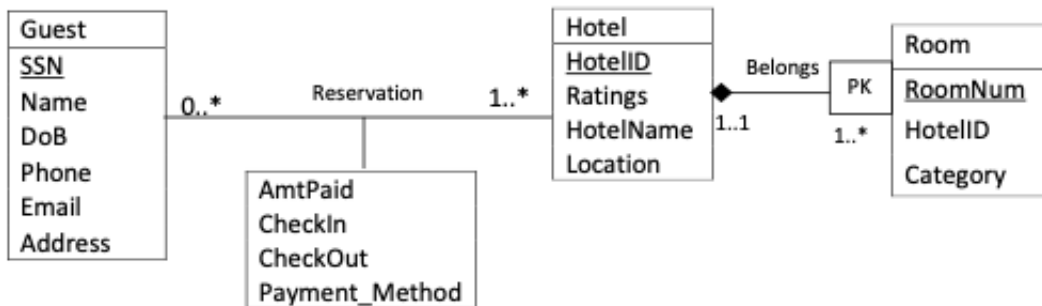 Guest
SSN
Name
DoB
Phone
Email
Address
0..*
Reservation
1..*
AmtPaid
CheckIn
CheckOut
Payment_Method
Hotel
HotelID
Ratings
HotelName
Location
Belongs
1..1
1..*
PK
Room
RoomNum
HotelID
Category